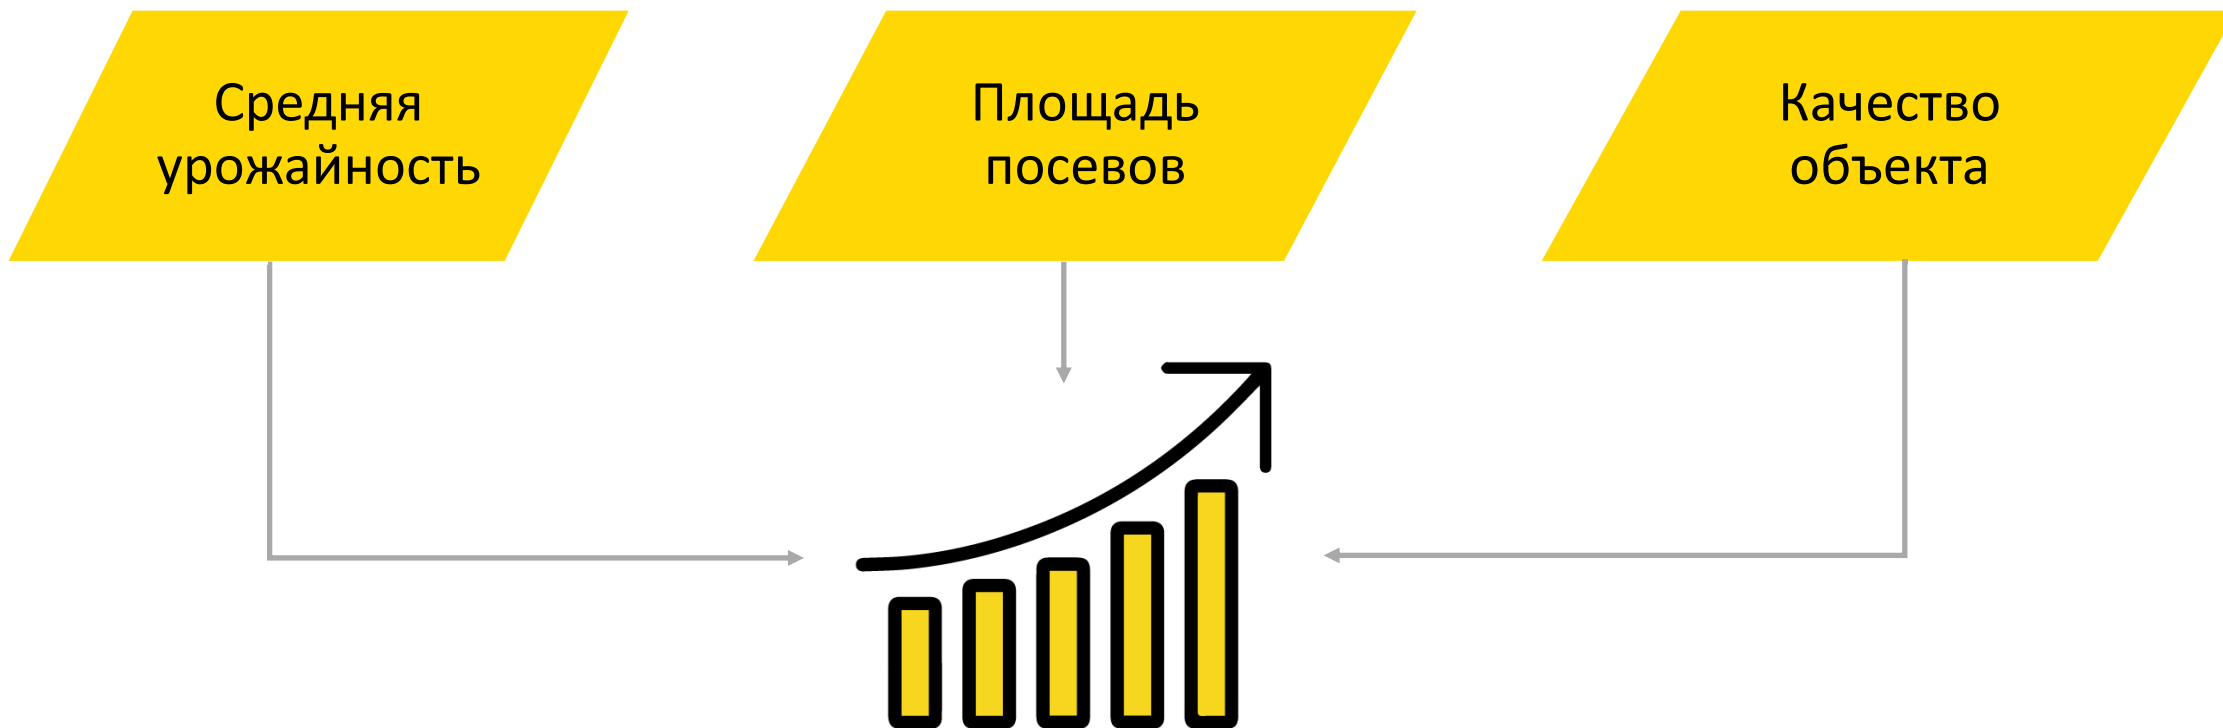 Средняя
урожайность
Площадь
посевов
Качество
объекта